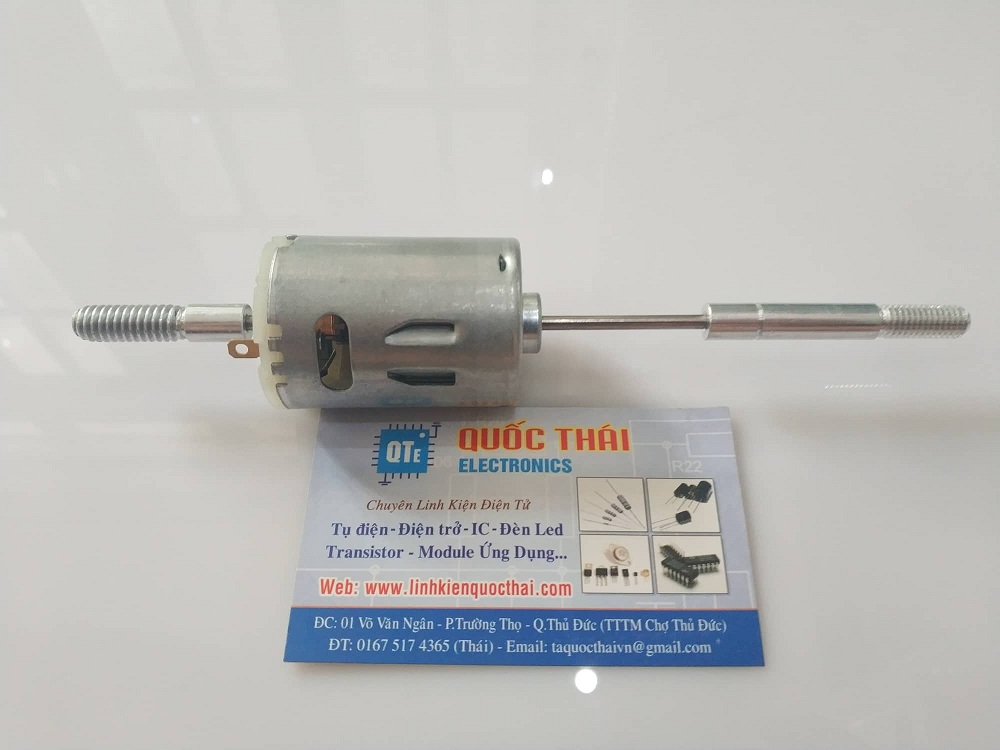 QTE
QUỐC THÁI
ELECTRONICS
R22
Chuyên Linh Kiện Điện Tử
Tụ điện - Điện trở - IC - Đèn Led
Transistor - Module Ứng Dụng...
Web: www.linhkienquocthai.com
ĐC: 01 Võ Văn Ngân - P.Trường Thọ - Q.Thủ Đức (TTTM Chợ Thủ Đức)
ĐT: 0167 517 4365 (Thái) - Email: taquocthaivn@gmail.com